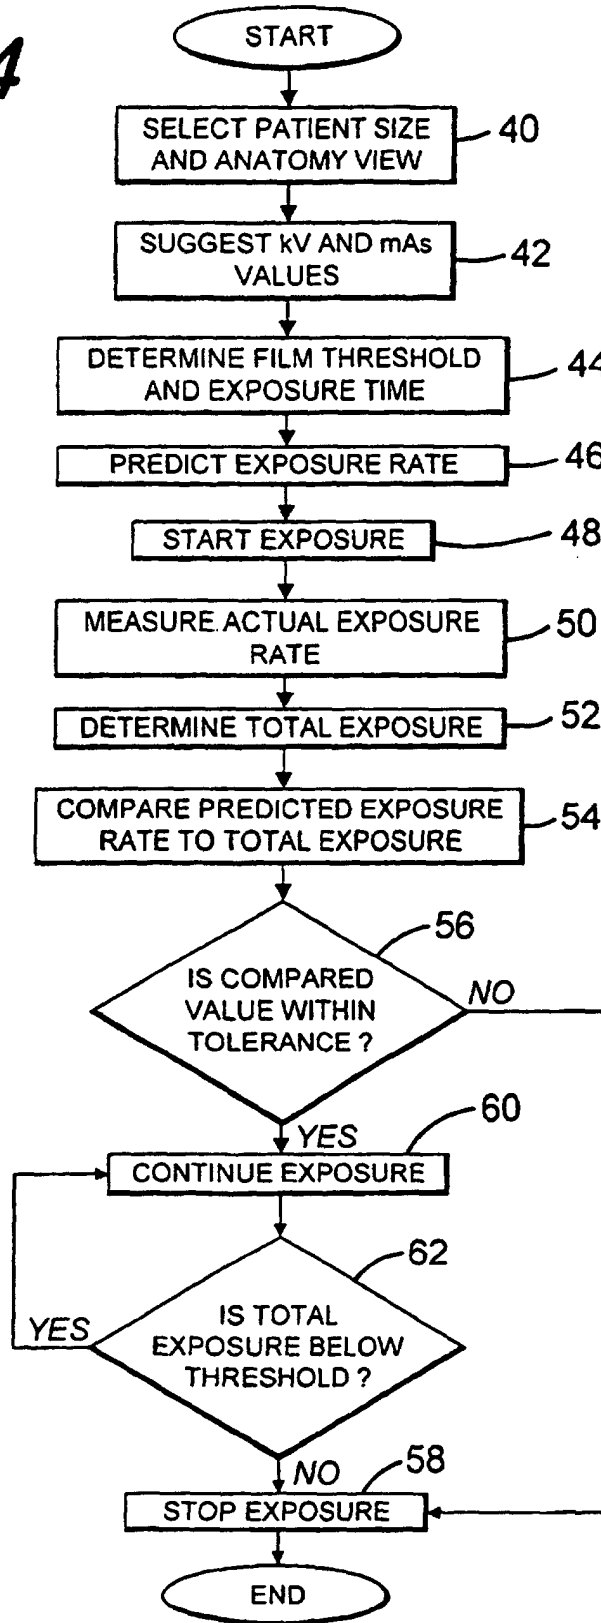 4
START
SELECT PATIENT SIZE
AND ANATOMY VIEW
40
SUGGEST kV AND mAs
VALUES
42
DETERMINE FILM THRESHOLD
AND EXPOSURE TIME
44
PREDICT EXPOSURE RATE
46
START EXPOSURE
48
MEASURE ACTUAL EXPOSURE
RATE
50
DETERMINE TOTAL EXPOSURE
52
COMPARE PREDICTED EXPOSURE
RATE TO TOTAL EXPOSURE
54
56
IS COMPARED
VALUE WITHIN
TOLERANCE ?
NO
YES
60
CONTINUE EXPOSURE
62
IS TOTAL
EXPOSURE BELOW
THRESHOLD ?
YES
NO
58
STOP EXPOSURE
END